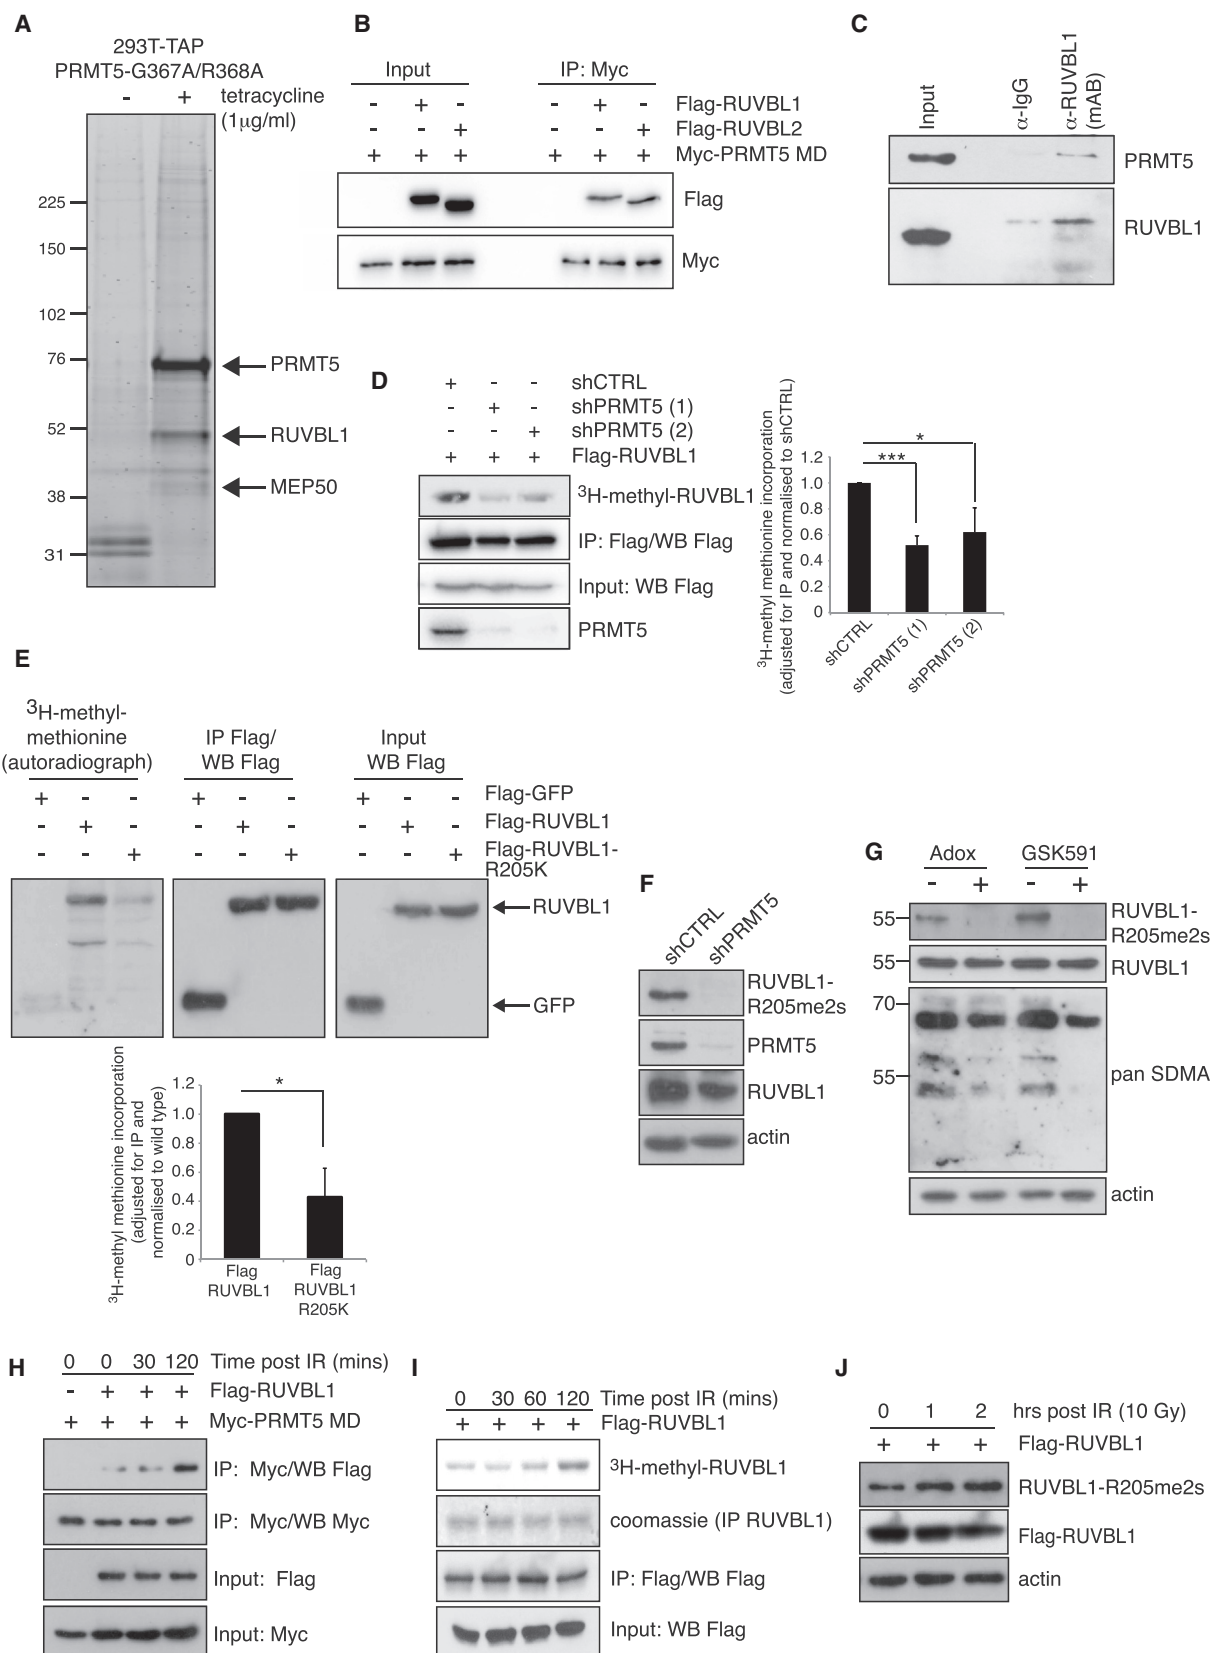 A
293T-TAP
PRMT5-G367A/R368A
- + tetracycline
(1µg/ml)
225
150
102
76
52
38
31
PRMT5
RUVBL1
MEP50
B
Input IP: Myc
- + - - + - Flag-RUVBL1
- - + - - + Flag-RUVBL2
+ + + + + + Myc-PRMT5 MD
Flag
Myc
C
Input
α-IgG
α-RUVBL1
(mAB)
PRMT5
RUVBL1
D
+ - - shCTRL
- + - shPRMT5 (1)
- - + shPRMT5 (2)
+ + + Flag-RUVBL1
³H-methyl-RUVBL1
IP: Flag/WB Flag
Input: WB Flag
PRMT5
³H-methyl methionine incorporation
(adjusted for IP and normalised to shCTRL)
1.2
1.0
0.8
0.6
0.4
0.2
0
*
***
shCTRL
shPRMT5 (1)
shPRMT5 (2)
E
³H-methyl-
methionine
(autoradiograph)
IP Flag/
WB Flag
Input
WB Flag
+ - - + - - + - - Flag-GFP
- + - - + - - + - Flag-RUVBL1
- - + - - + - - + Flag-RUVBL1-
R205K
RUVBL1
GFP
³H-methyl methionine incorporation
(adjusted for IP and
normalised to wild type)
1.2
1.0
0.8
0.6
0.4
0.2
0
*
Flag
RUVBL1
Flag
RUVBL1
R205K
F
shCTRL
shPRMT5
RUVBL1-
R205me2s
PRMT5
RUVBL1
actin
G
Adox GSK591
- + - +
55
RUVBL1-
R205me2s
55
RUVBL1
70
55
pan SDMA
actin
H
0 0 30 120 Time post IR (mins)
- + + + Flag-RUVBL1
+ + + + Myc-PRMT5 MD
IP: Myc/WB Flag
IP: Myc/WB Myc
Input: Flag
Input: Myc
I
0 30 60 120 Time post IR (mins)
+ + + + Flag-RUVBL1
³H-methyl-RUVBL1
coomassie (IP RUVBL1)
IP: Flag/WB Flag
Input: WB Flag
J
0 1 2 hrs post IR (10 Gy)
+ + + Flag-RUVBL1
RUVBL1-R205me2s
Flag-RUVBL1
actin